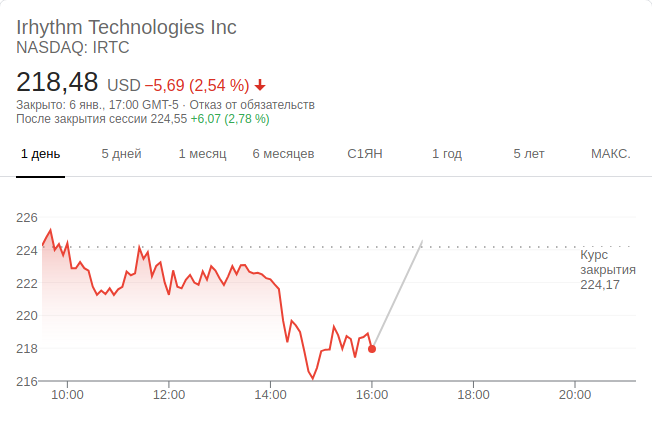 Irhythm Technologies Inc
NASDAQ: IRTC
218,48 USD −5,69 (2,54 %)
Закрыто: 6 янв., 17:00 GMT-5 · Отказ от обязательств
После закрытия сессии 224,55 +6,07 (2,78 %)
1 день 5 дней 1 месяц 6 месяцев С1ЯН 1 год 5 лет МАКС.
226
224
222
220
218
216
Курс
закрытия
224,17
10:00 12:00 14:00 16:00 18:00 20:00